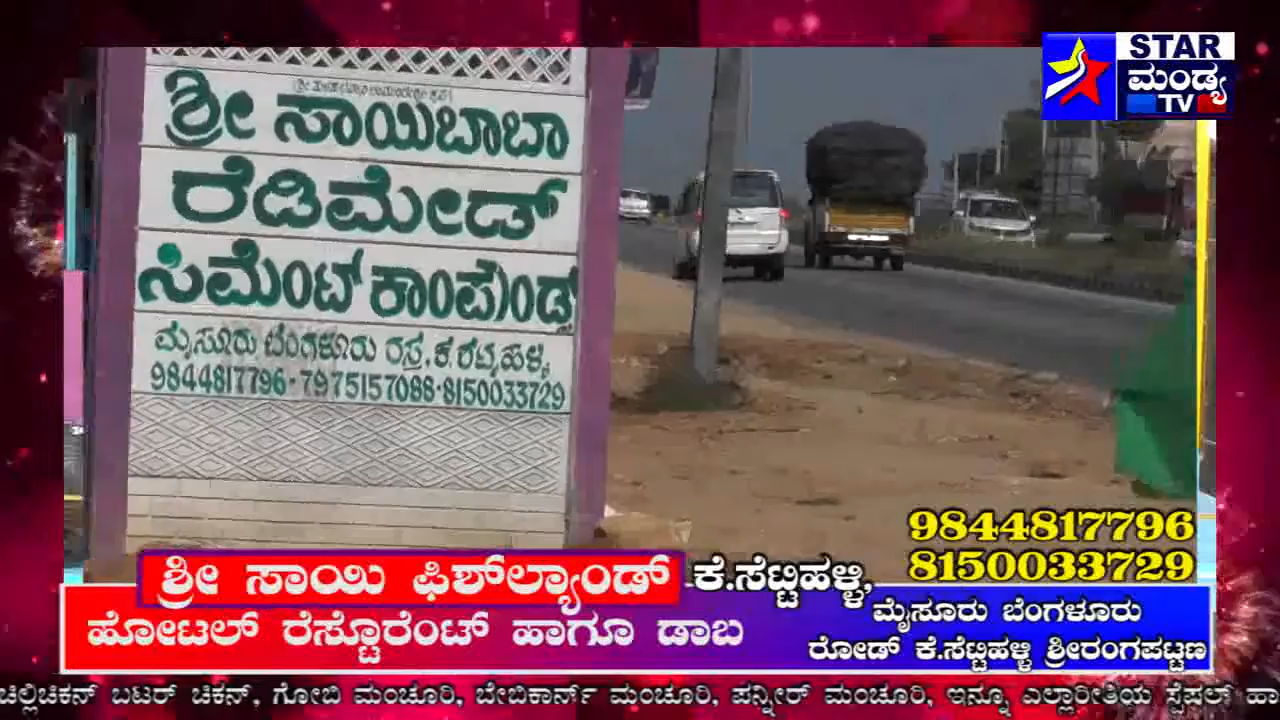 STAR
ಮಂಡ್ಯ
TV
ಶ್ರೀ ಸಾಯಿಬಾಬಾ
ರೆಡಿಮೇಡ್
ಸಿಮೆಂಟ್ ಕಾಂಪೌಂಡ್ಸ್
ಮೈಸೂರು ಬೆಂಗಳೂರು ರಸ್ತೆ.
9844817796-7975157088-8150033729
9844817796
8150033729
ಶ್ರೀ ಸಾಯಿ ಫಿಶ್‌ಲ್ಯಾಂಡ್ ಕೆ.ಸೆಟ್ಟಿಹಳ್ಳಿ,
ಹೋಟಲ್ ರೆಸ್ಟೊರೆಂಟ್ ಹಾಗೂ ಡಾಬ
ಮೈಸೂರು ಬೆಂಗಳೂರು
ರೋಡ್ ಕೆ.ಸೆಟ್ಟಿಹಳ್ಳಿ ಶ್ರೀರಂಗಪಟ್ಟಣ
ಚಿಲ್ಲಿಚಿಕನ್ ಬಟರ್ ಚಿಕನ್, ಗೋಬಿ ಮಂಚೂರಿ, ಬೇಬಿಕಾರ್ನ್ ಮಂಚೂರಿ, ಪನ್ನೀರ್ ಮಂಚೂರಿ, ಇನ್ನೂ ಎಲ್ಲಾರೀತಿಯ ಸ್ಪೆಷಲ್ ಹಾ